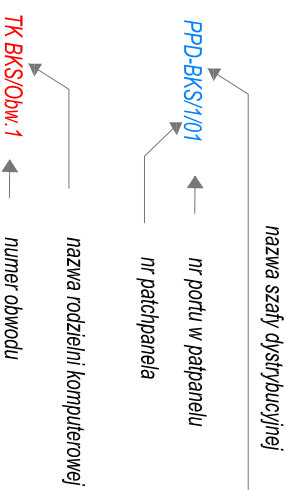 nazwa szafy dystrybucyjnej
PPD-BKS/1/01
nr portu w patpanelu
nr patchpanela
nazwa rodzielni komputerowej
TK BKS/Obw.1
numer obwodu